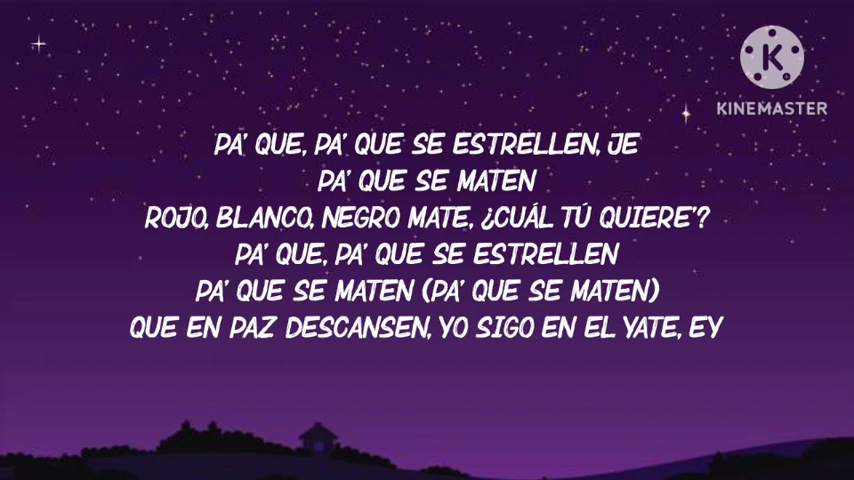 K
KINEMASTER
PA' QUE, PA' QUE SE ESTRELLEN, JE
PA' QUE SE MATEN
ROJO, BLANCO, NEGRO MATE, ¿CUÁL TÚ QUIERE'?
PA' QUE, PA' QUE SE ESTRELLEN
PA' QUE SE MATEN (PA' QUE SE MATEN)
QUE EN PAZ DESCANSEN, YO SIGO EN EL YATE, EY